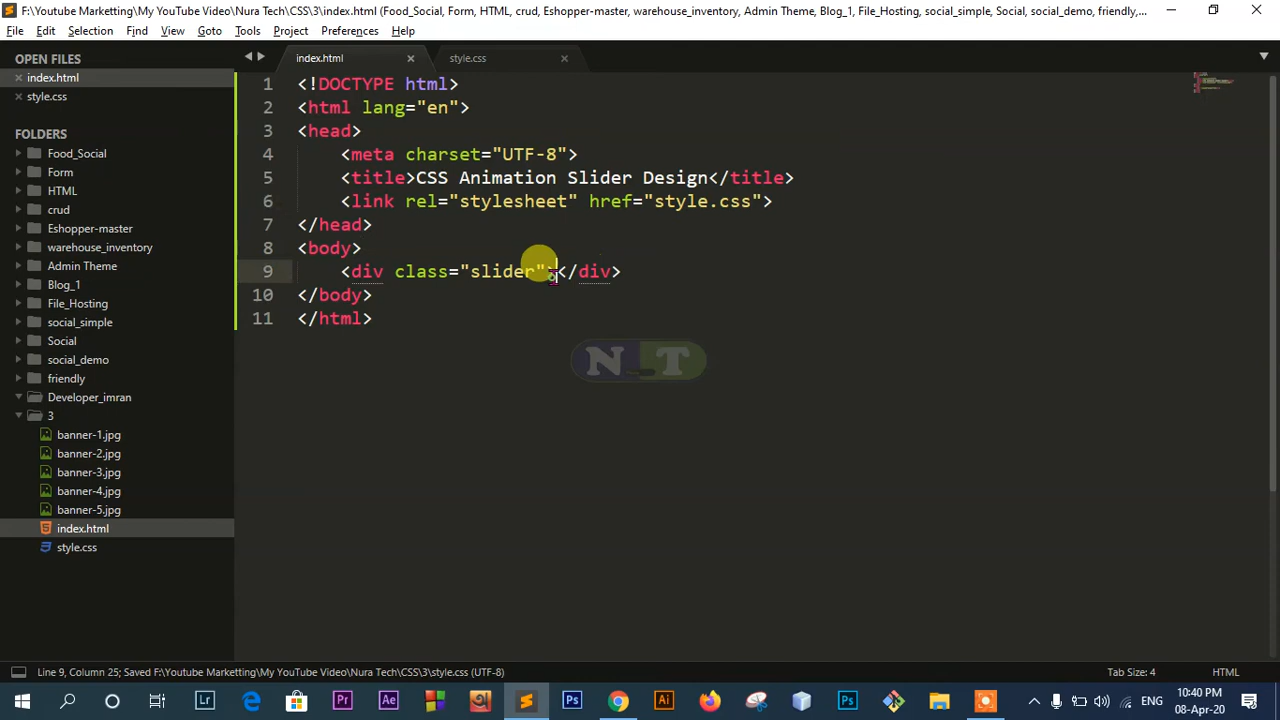 F:\Youtube Marketting\My YouTube Video\Nura Tech\CSS\3\index.html (Food_Social, Form, HTML, crud, Eshopper-master, warehouse_inventory, Admin Theme, Blog_1, File_Hosting, social_simple, Social, social_demo, friendly,...
File Edit Selection Find View Goto Tools Project Preferences Help
OPEN FILES
index.html
style.css
FOLDERS
Food_Social
Form
HTML
crud
Eshopper-master
warehouse_inventory
Admin Theme
Blog_1
File_Hosting
social_simple
Social
social_demo
friendly
Developer_imran
3
banner-1.jpg
banner-2.jpg
banner-3.jpg
banner-4.jpg
banner-5.jpg
index.html
style.css
index.html style.css
1 <!DOCTYPE html>
2 <html lang="en">
3 <head>
4 <meta charset="UTF-8">
5 <title>CSS Animation Slider Design</title>
6 <link rel="stylesheet" href="style.css">
7 </head>
8 <body>
9 <div class="slider"></div>
10 </body>
11 </html>
N_T
Line 9, Column 25; Saved F:\Youtube Marketting\My YouTube Video\Nura Tech\CSS\3\style.css (UTF-8) Tab Size: 4 HTML
Lr Pr Ae Ps Ai Ps ENG
10:40 PM
08-Apr-20